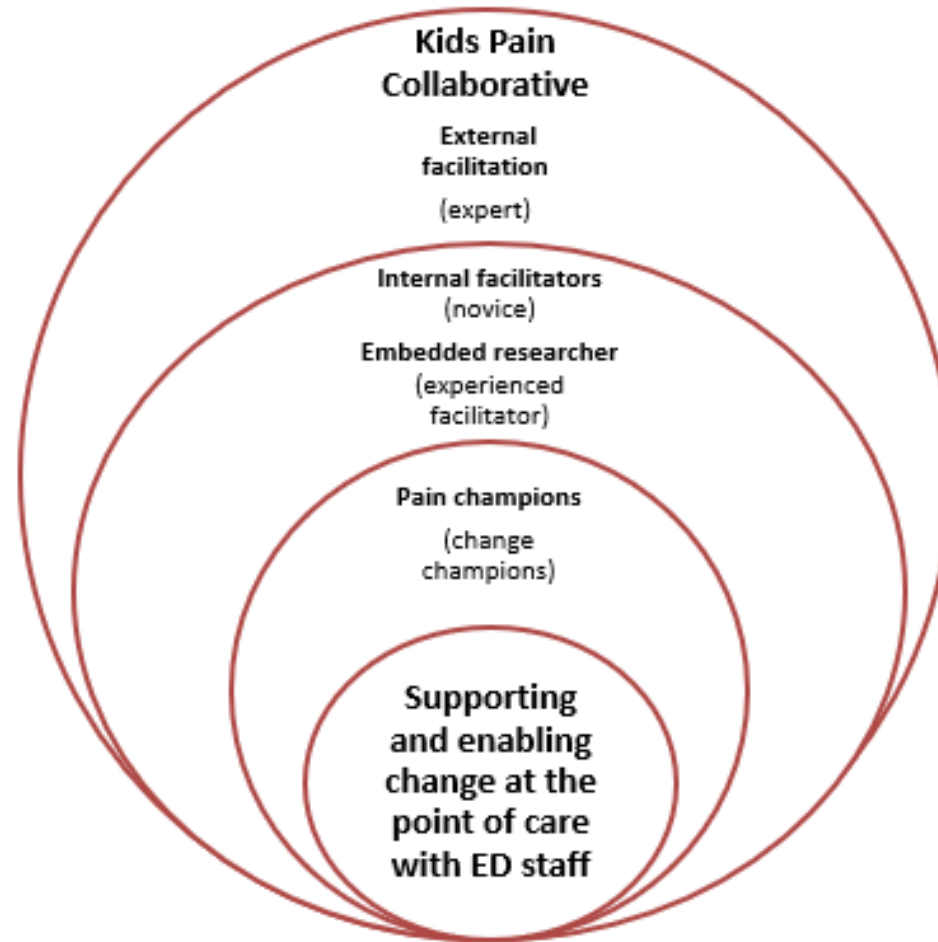 Kids Pain
Collaborative
External
facilitation
(expert)
Internal facilitators
(novice)
Embedded researcher
(experienced
facilitator)
Pain champions
(change
champions)
Supporting
and enabling
change at the
point of care
with ED staff